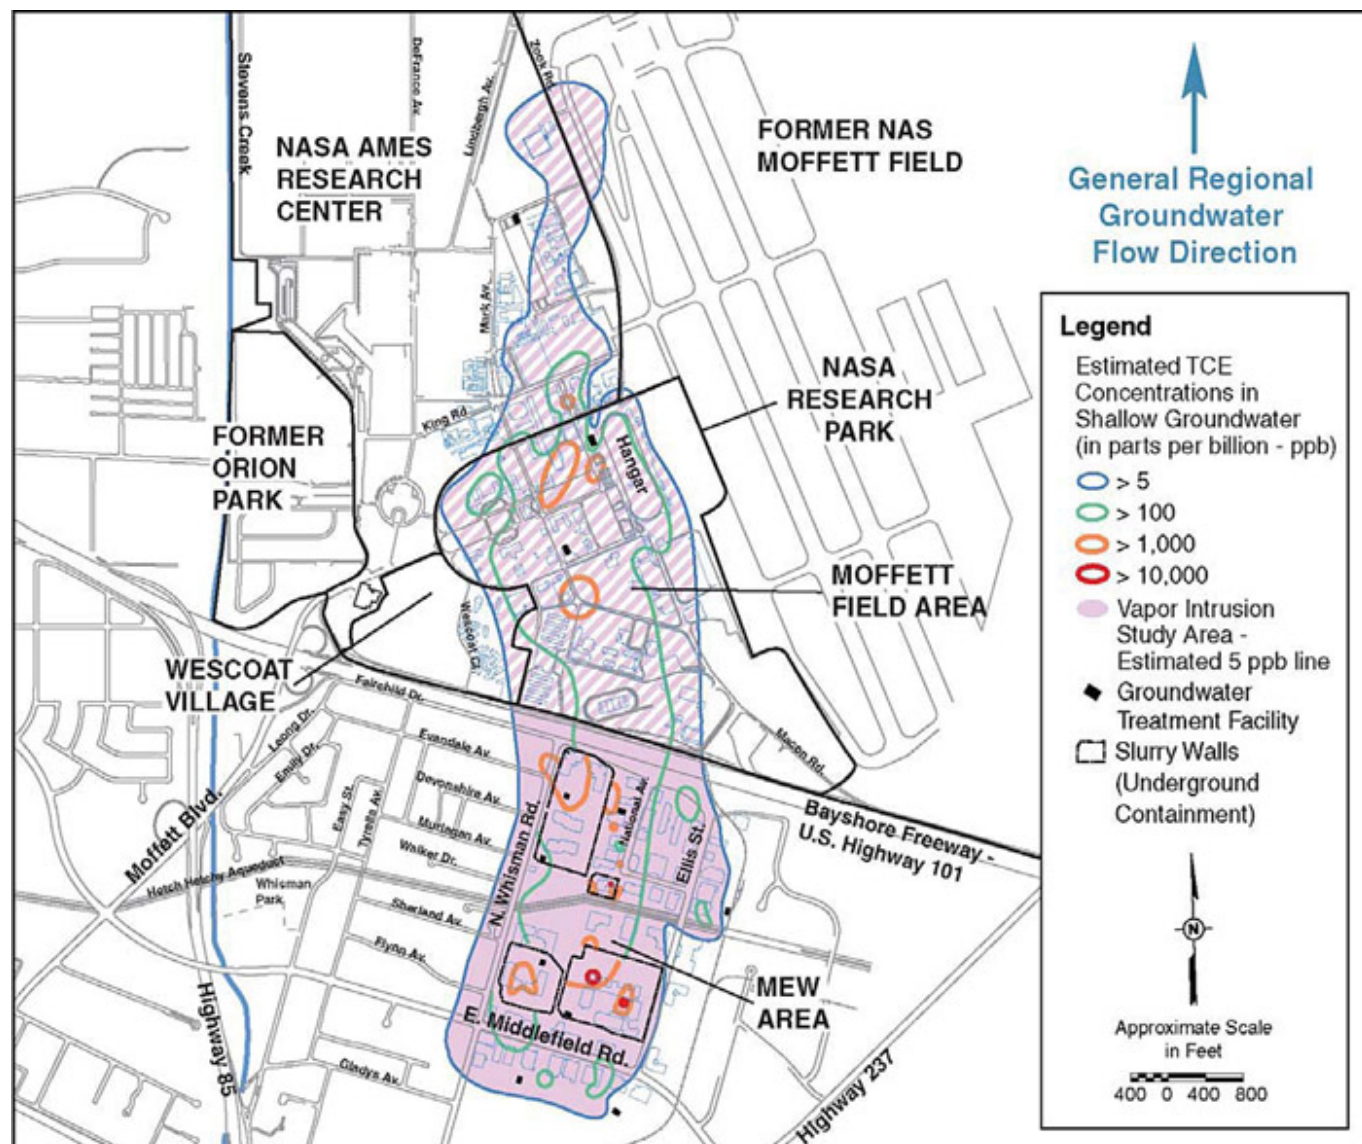 Stevens Creek
DeFrance Av.
Lindbergh Av.
Zook Rd.
NASA AMES
RESEARCH
CENTER
FORMER NAS
MOFFETT FIELD
General Regional
Groundwater
Flow Direction
Mark Av.
NASA
RESEARCH
PARK
King Rd.
FORMER
ORION
PARK
Hangar
MOFFETT
FIELD AREA
Wescoat Ct.
WESCOAT
VILLAGE
Fairchild Dr.
Leong Dr.
Emily Dr.
Evandale Av.
Macon Rd.
Devonshire Av.
Easy St.
Tyrella Av.
National Av.
Bayshore Freeway -
U.S. Highway 101
Moffett Blvd.
Murlagan Av.
Walker Dr.
N. Whisman Rd.
Ellis St.
Hetch Hetchy Aqueduct
Whisman
Park
Sherland Av.
Flynn Av.
MEW
AREA
Highway 85
E. Middlefield Rd.
Gladys Av.
Highway 237
Legend
Estimated TCE
Concentrations in
Shallow Groundwater
(in parts per billion - ppb)
> 5
> 100
> 1,000
> 10,000
Vapor Intrusion
Study Area -
Estimated 5 ppb line
Groundwater
Treatment Facility
Slurry Walls
(Underground
Containment)
N
Approximate Scale
in Feet
400 0 400 800